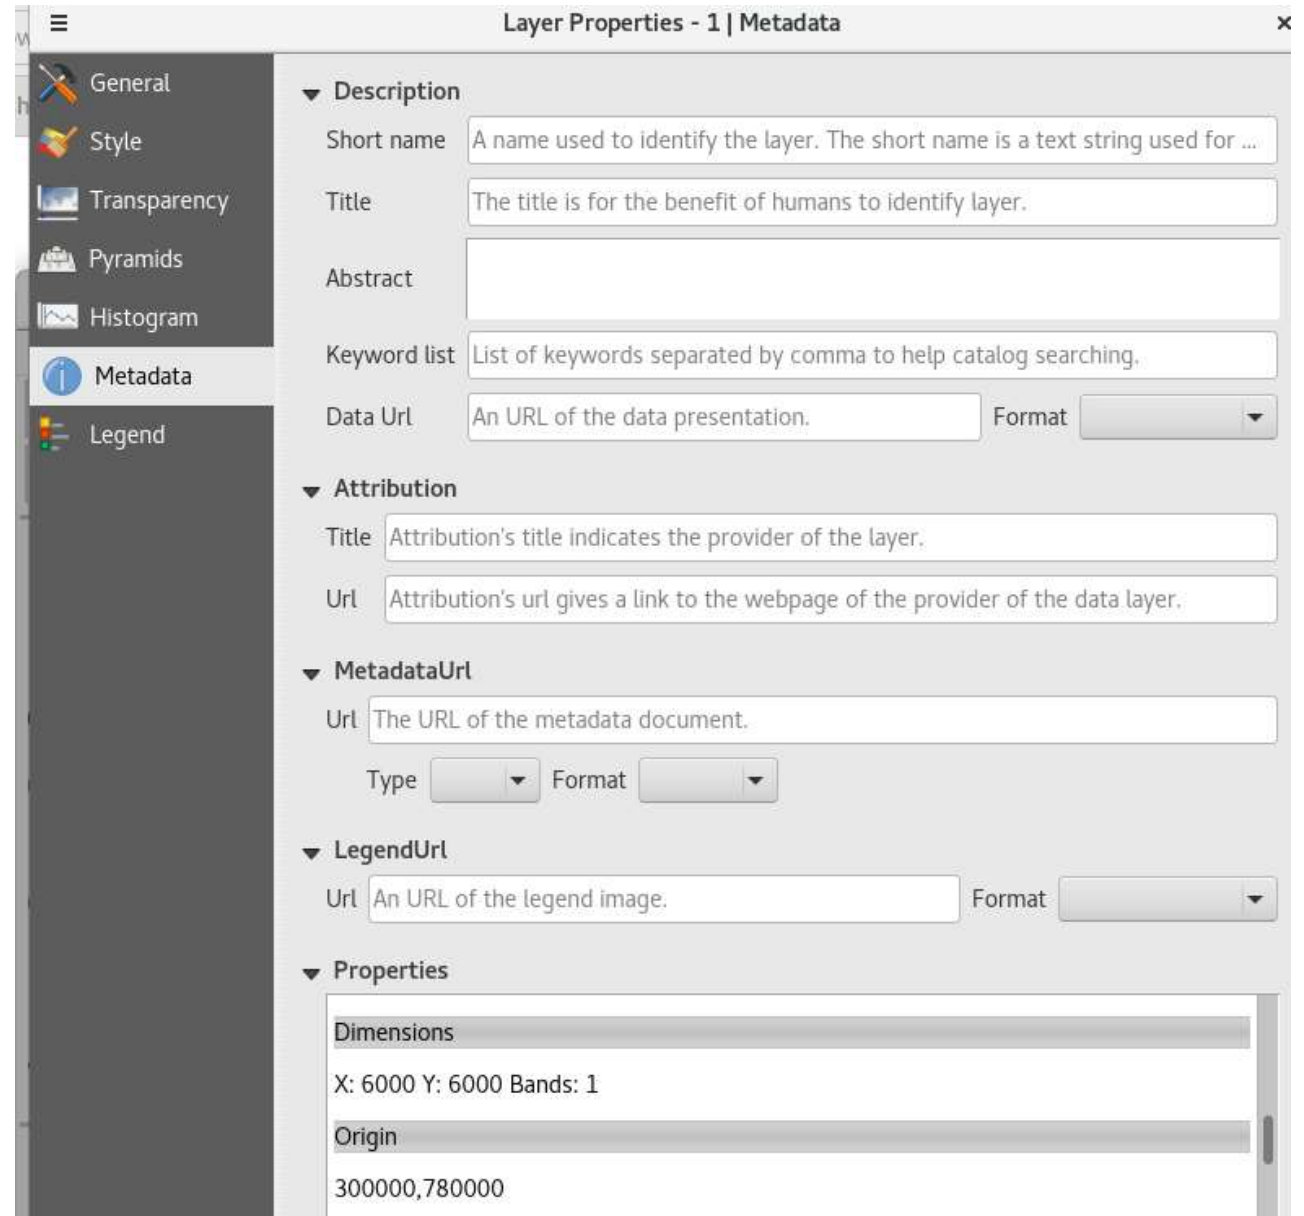 Layer Properties - 1 | Metadata
General
Style
Transparency
Pyramids
Histogram
Metadata
Legend
Description
Short name A name used to identify the layer. The short name is a text string used for ...
Title The title is for the benefit of humans to identify layer.
Abstract
Keyword list List of keywords separated by comma to help catalog searching.
Data Url An URL of the data presentation. Format
Attribution
Title Attribution's title indicates the provider of the layer.
Url Attribution's url gives a link to the webpage of the provider of the data layer.
MetadataUrl
Url The URL of the metadata document.
Type Format
LegendUrl
Url An URL of the legend image. Format
Properties
Dimensions
X: 6000 Y: 6000 Bands: 1
Origin
300000,780000